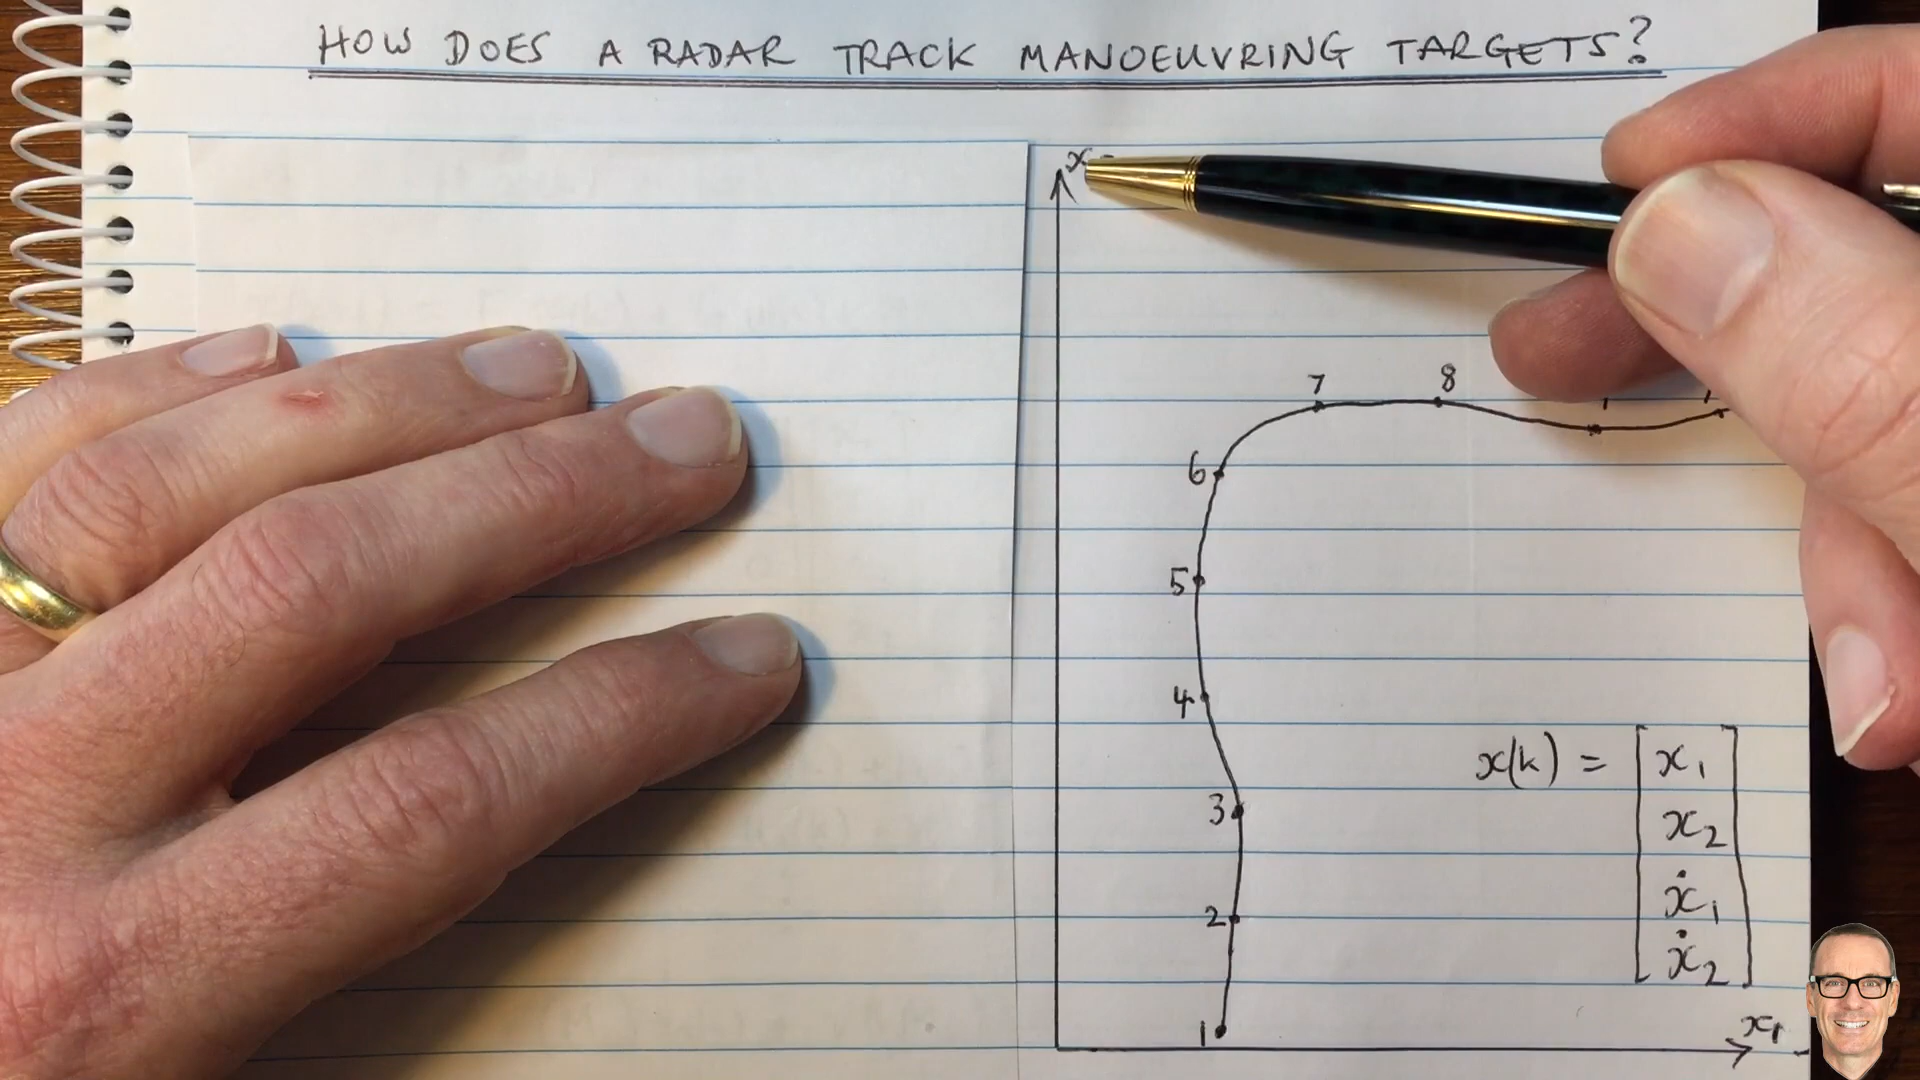 HOW DOES A RADAR TRACK MANOEUVRING TARGETS?
x
7
8
6
5
4
3
2
1
x(k) = [x₁
x₂
ẋ₁
ẋ₂]
x₁